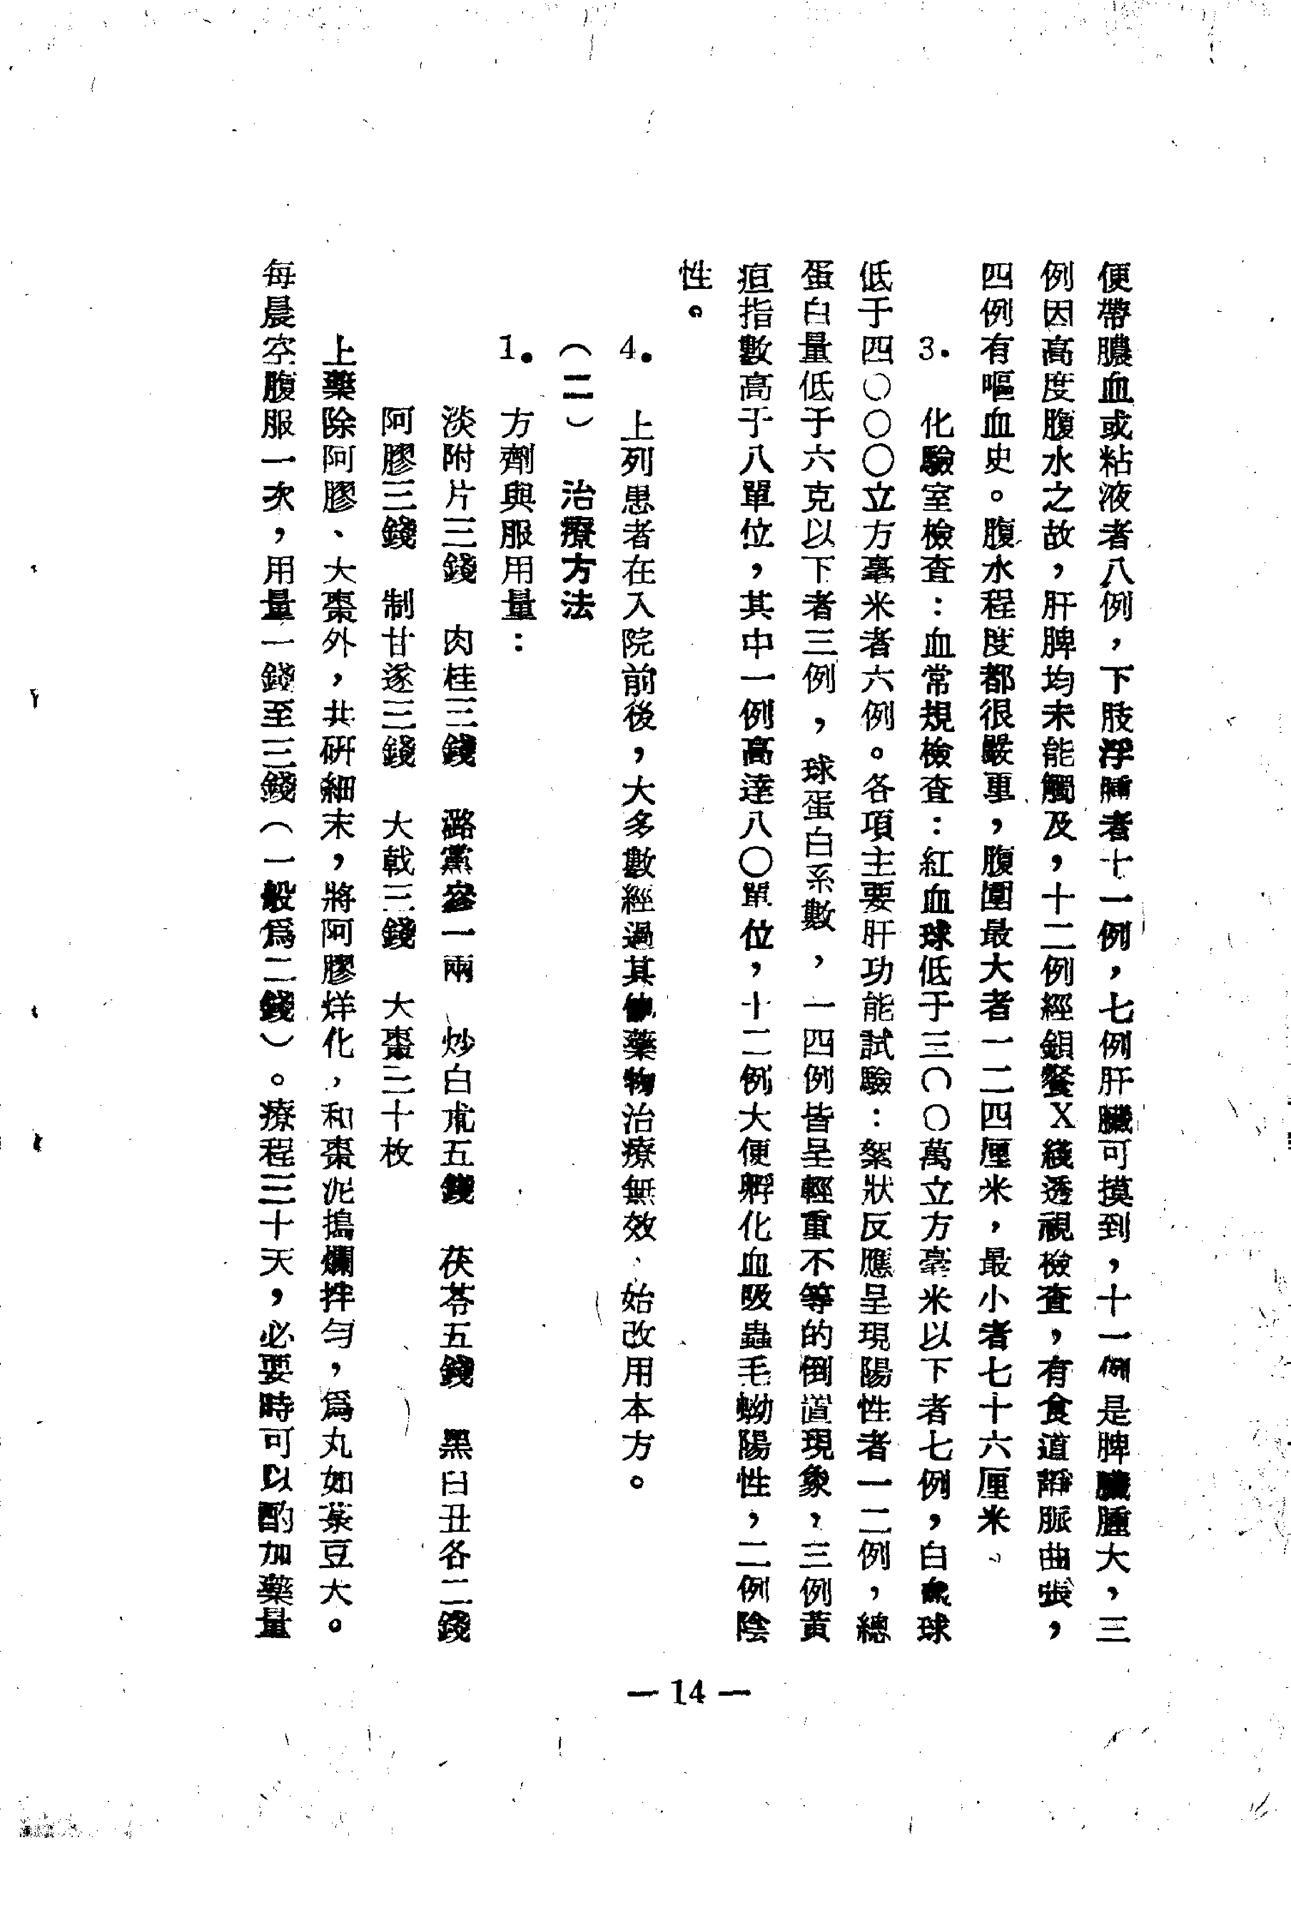 便帶膿血或粘液者八例，下肢浮腫者十一例，七例肝臟可摸到，十一例是脾臟腫大，三
例因高度腹水之故，肝脾均未能觸及，十二例經鋇餐X綫透視檢查，有食道靜脈曲張，
四例有嘔血史。腹水程度都很嚴重，腹圍最大者一二四厘米，最小者七十六厘米。
3. 化驗室檢查：血常規檢查：紅血球低于三〇〇萬立方毫米以下者七例，白血球
低于四〇〇〇立方毫米者六例。各項主要肝功能試驗：絮狀反應呈現陽性者一二例，總
蛋白量低于六克以下者三例，球蛋白系數，一四例皆呈輕重不等的倒置現象，三例黃
疸指數高于八單位，其中一例高達八〇單位，十二例大便孵化血吸蟲毛蚴陽性，二例陰
性。
4. 上列患者在入院前後，大多數經過其他藥物治療無效、始改用本方。
（二） 治療方法
1. 方劑與服用量：
淡附片三錢 肉桂三錢 潞黨參一兩 炒白朮五錢 茯苓五錢 黑白丑各二錢
阿膠三錢 制甘遂三錢 大戟三錢 大棗三十枚
上藥除阿膠、大棗外，共研細末，將阿膠烊化，和棗泥搗爛拌勻，爲丸如菉豆大。
每晨空腹服一次，用量一錢至三錢（一般爲二錢）。療程三十天，必要時可以酌加藥量
— 14 —